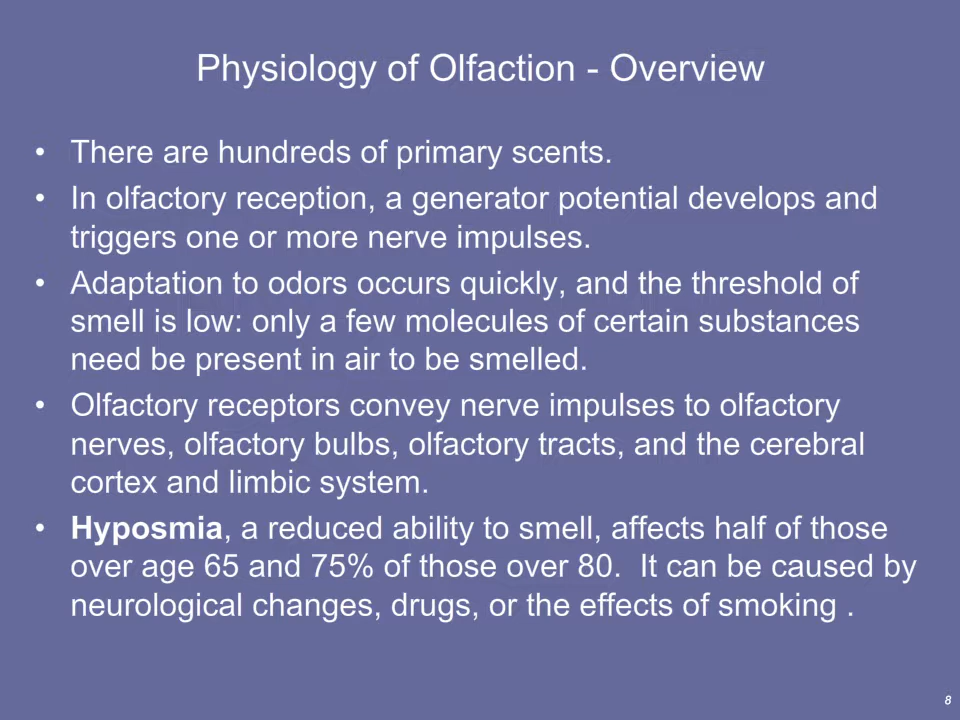 Physiology of Olfaction - Overview
• There are hundreds of primary scents.
• In olfactory reception, a generator potential develops and
triggers one or more nerve impulses.
• Adaptation to odors occurs quickly, and the threshold of
smell is low: only a few molecules of certain substances
need be present in air to be smelled.
• Olfactory receptors convey nerve impulses to olfactory
nerves, olfactory bulbs, olfactory tracts, and the cerebral
cortex and limbic system.
• Hyposmia, a reduced ability to smell, affects half of those
over age 65 and 75% of those over 80.  It can be caused by
neurological changes, drugs, or the effects of smoking .
8